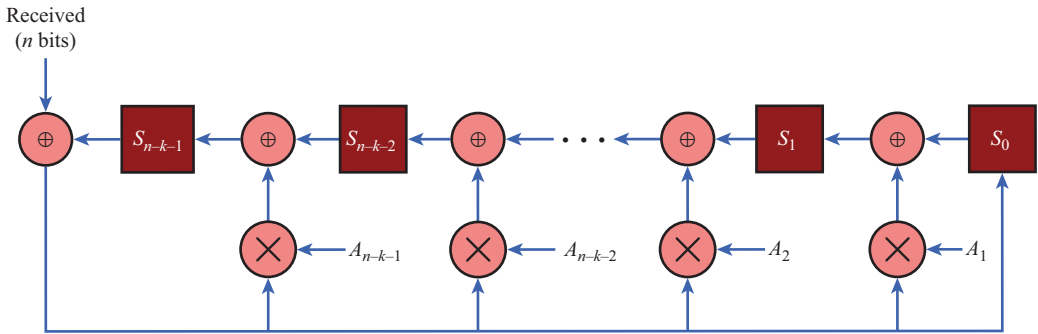 Received
(n bits)
⊕ S_{n–k–1} ⊕ S_{n–k–2} ⊕ • • • ⊕ S_1 ⊕ S_0
A_{n–k–1} A_{n–k–2} A_2 A_1